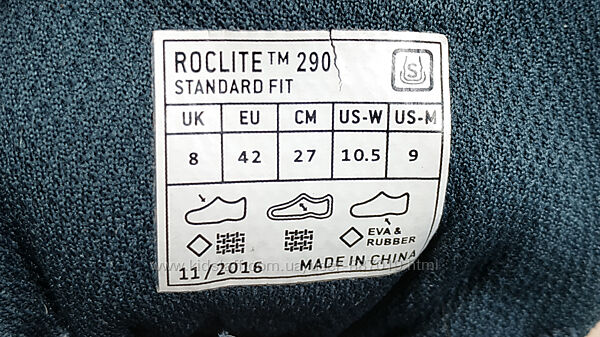 ROCLITE™ 290
STANDARD FIT
S
UK EU CM US-W US-M
8 42 27 10.5 9
EVA &
RUBBER
11/2016 MADE IN CHINA